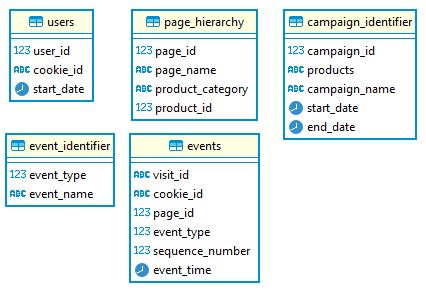 users
123 user_id
ABC cookie_id
start_date
page_hierarchy
123 page_id
ABC page_name
ABC product_category
123 product_id
campaign_identifier
123 campaign_id
ABC products
ABC campaign_name
start_date
end_date
event_identifier
123 event_type
ABC event_name
events
ABC visit_id
ABC cookie_id
123 page_id
123 event_type
123 sequence_number
event_time